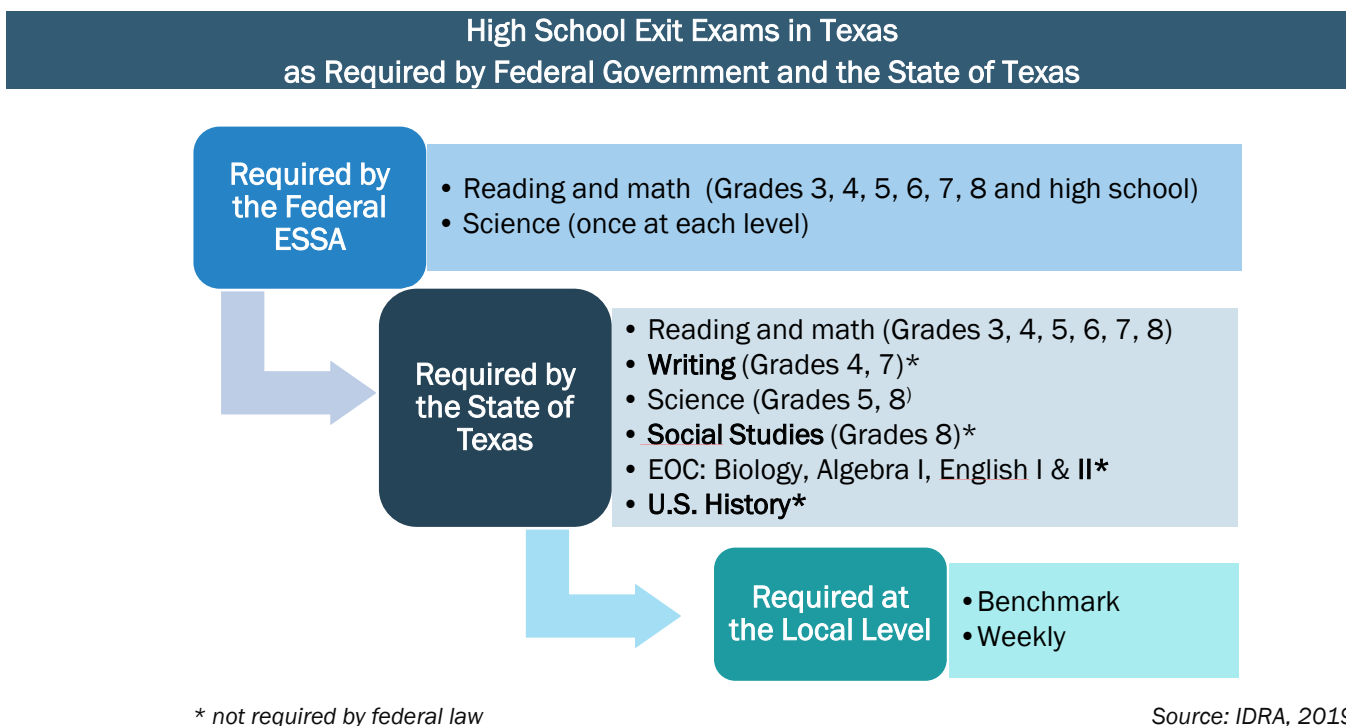 High School Exit Exams in Texas
as Required by Federal Government and the State of Texas
Required by
the Federal
ESSA
• Reading and math  (Grades 3, 4, 5, 6, 7, 8 and high school)
• Science (once at each level)
Required by
the State of
Texas
• Reading and math (Grades 3, 4, 5, 6, 7, 8)
• Writing (Grades 4, 7)*
• Science (Grades 5, 8)
• Social Studies (Grades 8)*
• EOC: Biology, Algebra I, English I & II*
• U.S. History*
Required at
the Local Level
• Benchmark
• Weekly
* not required by federal law
Source: IDRA, 2019